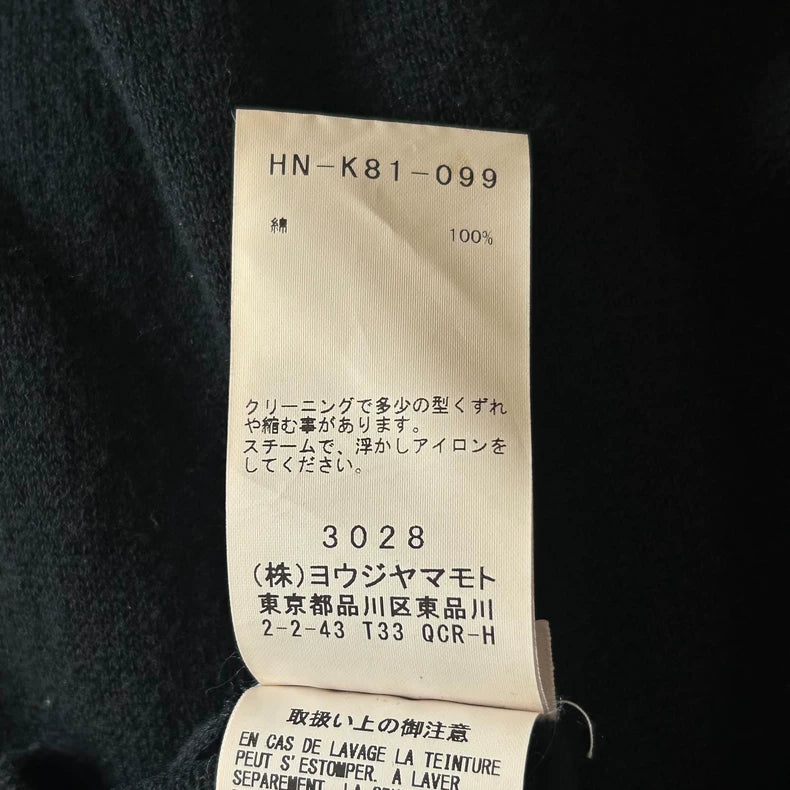 HN-K81-099
綿 100%
クリーニングで多少の型くずれ
や縮む事があります。
スチームで、浮かしアイロンを
してください。
3028
(株)ヨウジヤマモト
東京都品川区東品川
2-2-43 T33 QCR-H
取扱い上の御注意
EN CAS DE LAVAGE LA TEINTURE
PEUT S'ESTOMPER. A LAVER
SEPAREMENT.